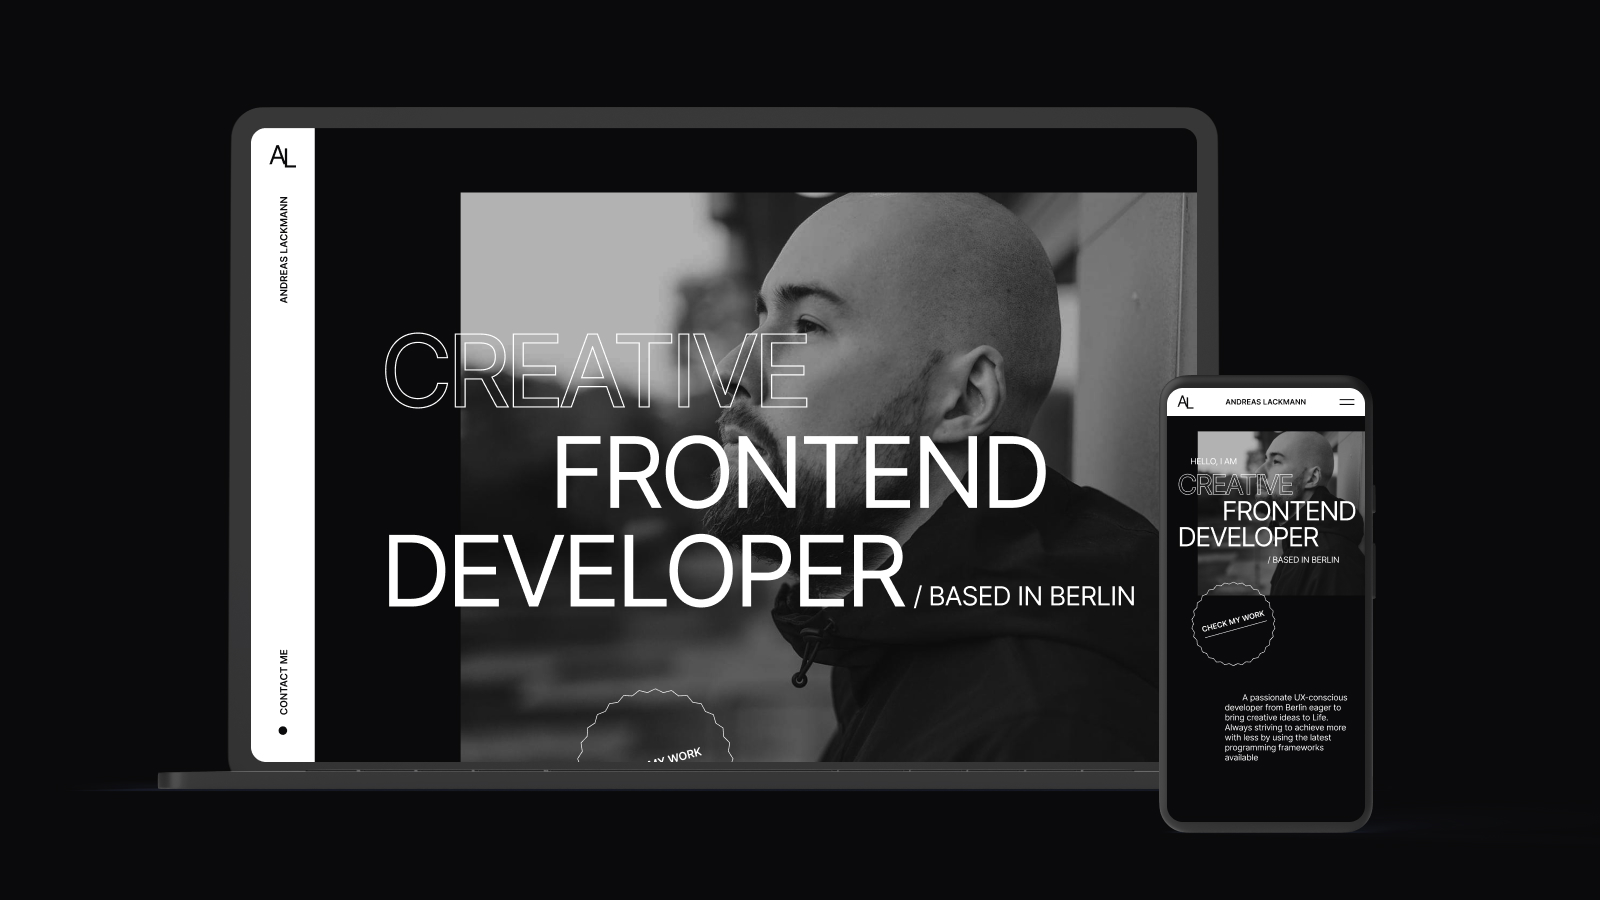 AL
ANDREAS LACKMANN
CREATIVE
FRONTEND
DEVELOPER / BASED IN BERLIN
MY WORK
CONTACT ME
AL
ANDREAS LACKMANN
HELLO, I AM
CREATIVE
FRONTEND
DEVELOPER
/ BASED IN BERLIN
CHECK MY WORK
A passionate UX-conscious
developer from Berlin eager to
bring creative ideas to Life.
Always striving to achieve more
with less by using the latest
programming frameworks
available